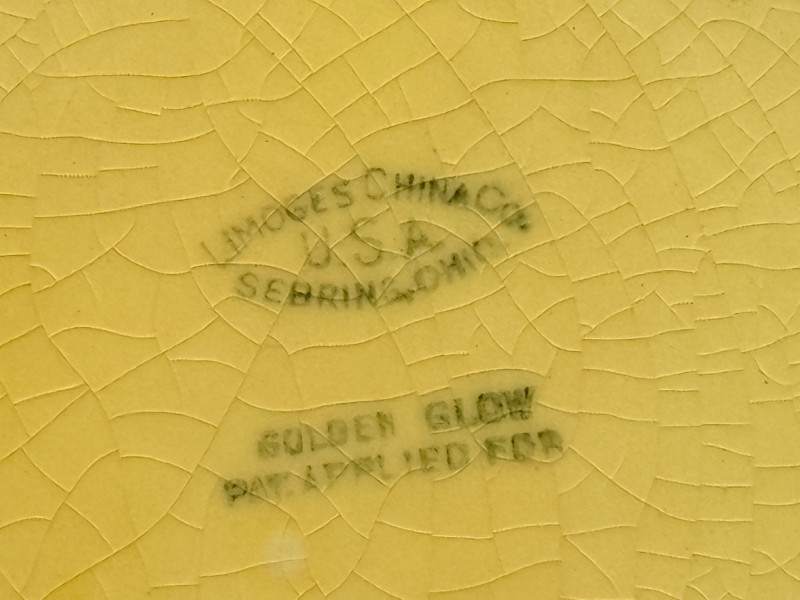 LIMOGES CHINA CO.
U S A
SEBRING, OHIO
GOLDEN GLOW
PAT. APPLIED FOR